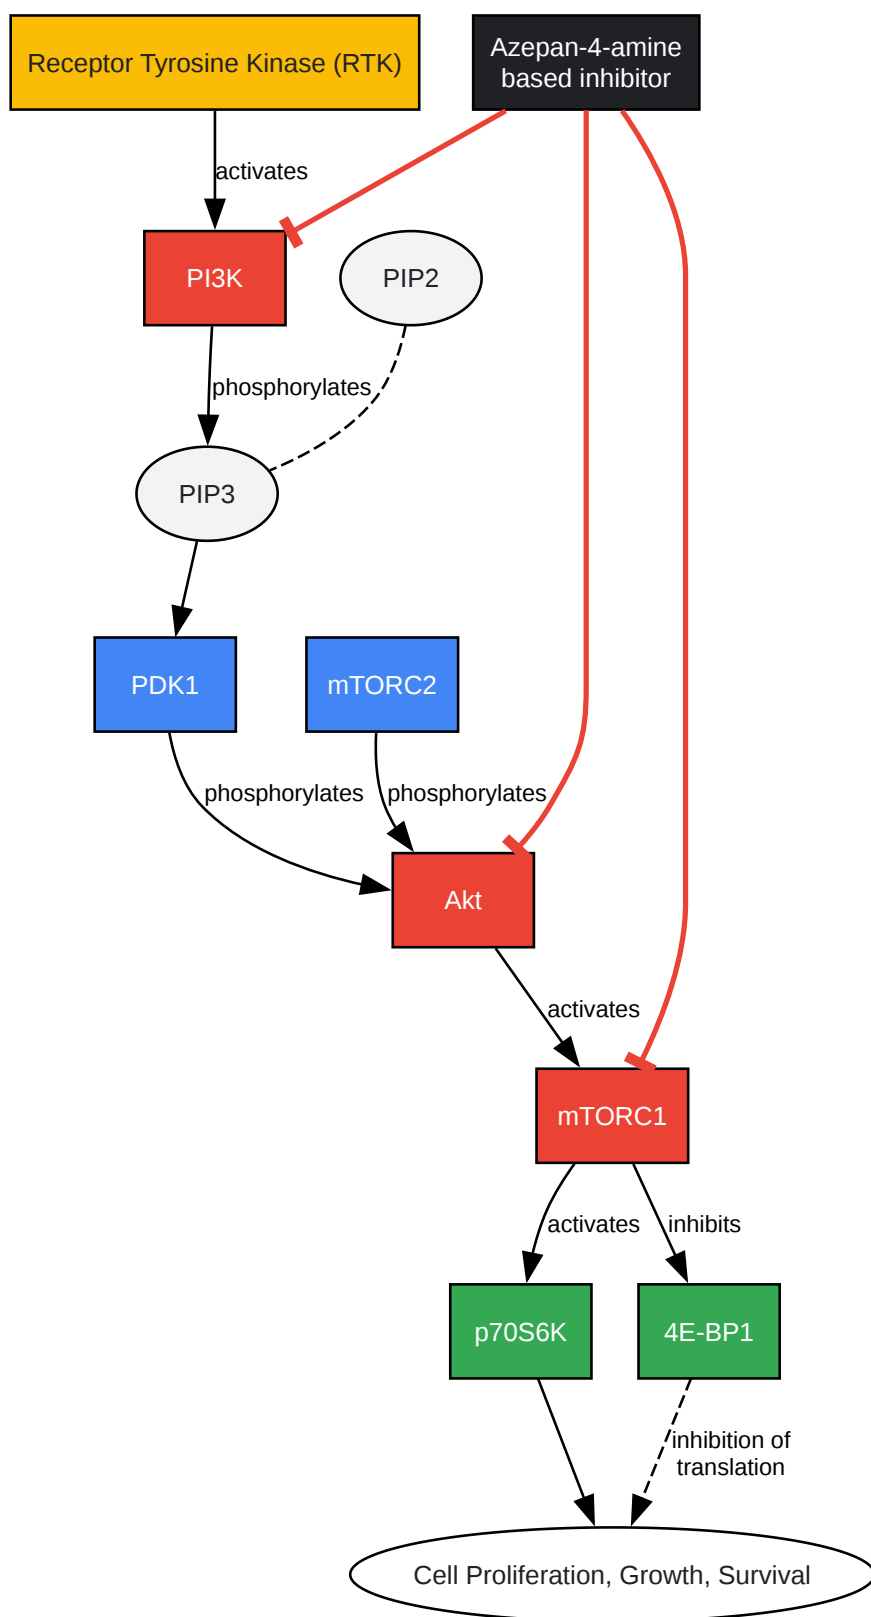 Receptor Tyrosine Kinase (RTK)
Azepan-4-amine
based inhibitor
activates
PI3K
PIP2
phosphorylates
PIP3
PDK1
mTORC2
phosphorylates
phosphorylates
Akt
activates
mTORC1
activates
inhibits
p70S6K
4E-BP1
inhibition of
translation
Cell Proliferation, Growth, Survival